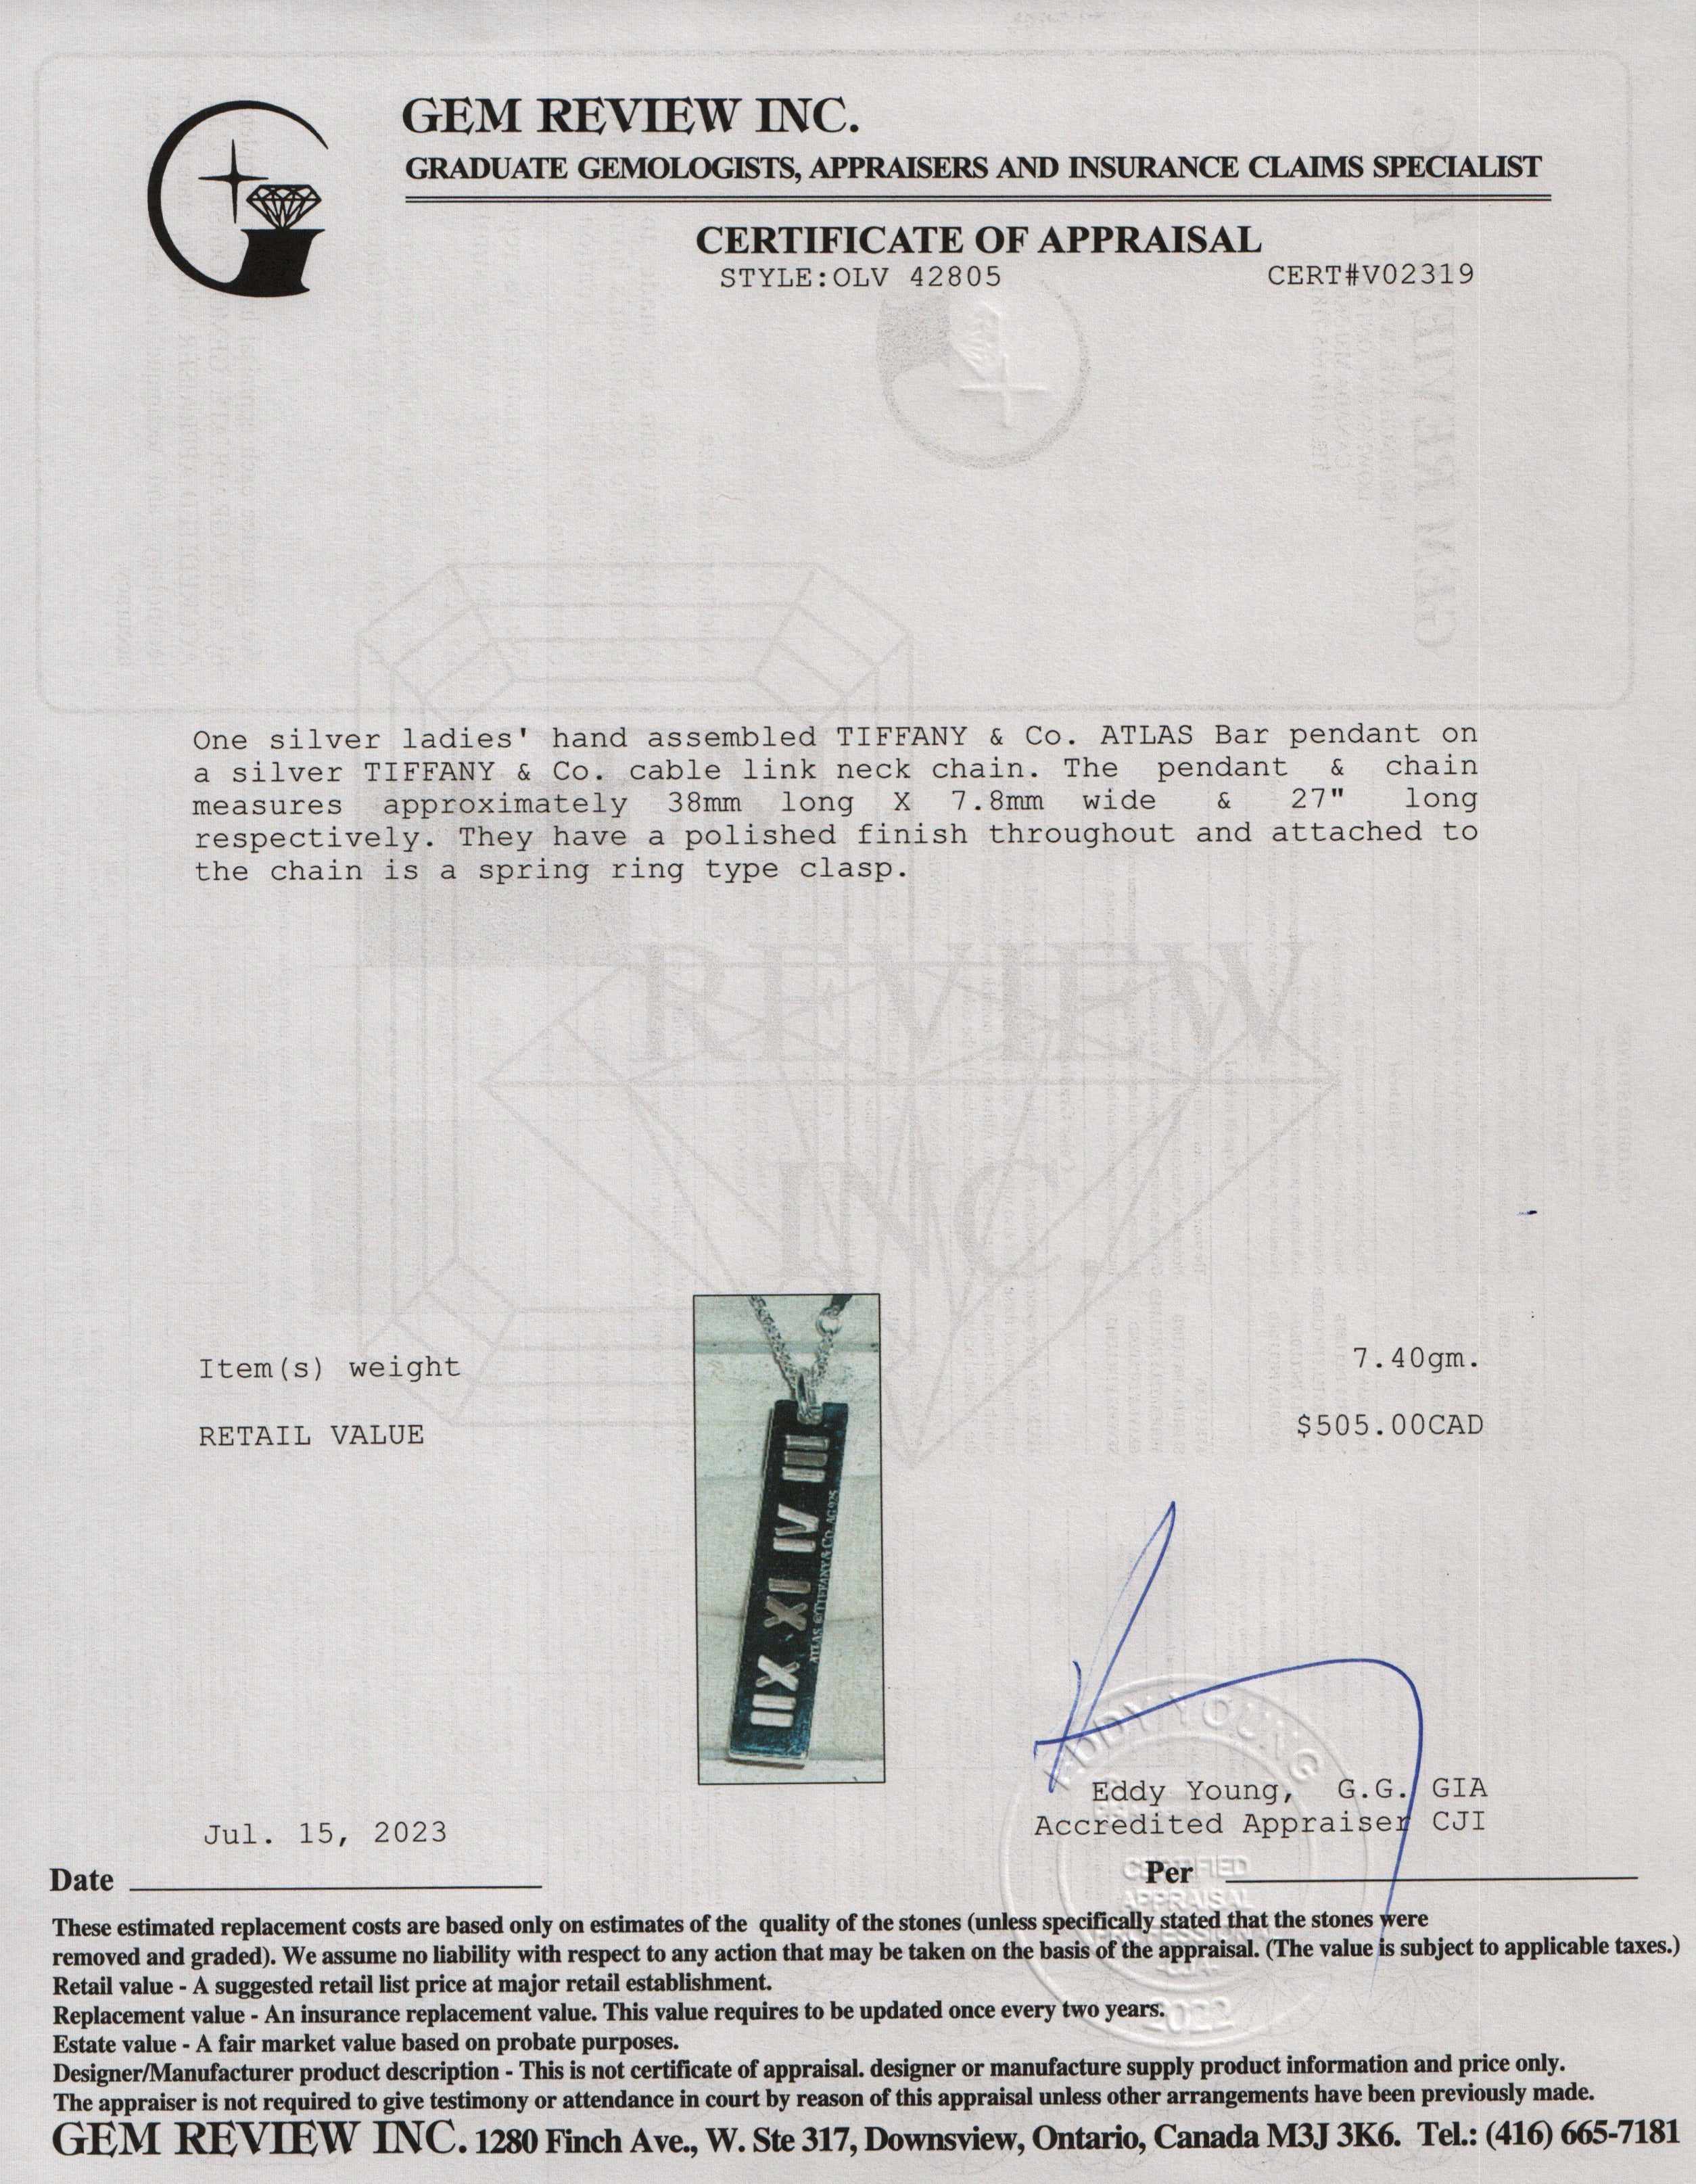 GEM REVIEW INC.
GRADUATE GEMOLOGISTS, APPRAISERS AND INSURANCE CLAIMS SPECIALIST
CERTIFICATE OF APPRAISAL
STYLE:OLV 42805 CERT#V02319
One silver ladies' hand assembled TIFFANY & Co. ATLAS Bar pendant on
a silver TIFFANY & Co. cable link neck chain. The pendant & chain
measures approximately 38mm long X 7.8mm wide & 27" long
respectively. They have a polished finish throughout and attached to
the chain is a spring ring type clasp.
REVIEW
INC
Item(s) weight 7.40gm.
RETAIL VALUE $505.00CAD
III IV XI XII
ATLAS ©TIFFANY & CO. AG 925
EDDY YOUNG
Eddy Young, G.G. GIA
Accredited Appraiser CJI
Jul. 15, 2023
Date
Per
CERTIFIED
APPRAISAL
2022
These estimated replacement costs are based only on estimates of the quality of the stones (unless specifically stated that the stones were
removed and graded). We assume no liability with respect to any action that may be taken on the basis of the appraisal. (The value is subject to applicable taxes.)
Retail value - A suggested retail list price at major retail establishment.
Replacement value - An insurance replacement value. This value requires to be updated once every two years.
Estate value - A fair market value based on probate purposes.
Designer/Manufacturer product description - This is not certificate of appraisal. designer or manufacture supply product information and price only.
The appraiser is not required to give testimony or attendance in court by reason of this appraisal unless other arrangements have been previously made.
GEM REVIEW INC. 1280 Finch Ave., W. Ste 317, Downsview, Ontario, Canada M3J 3K6. Tel.: (416) 665-7181